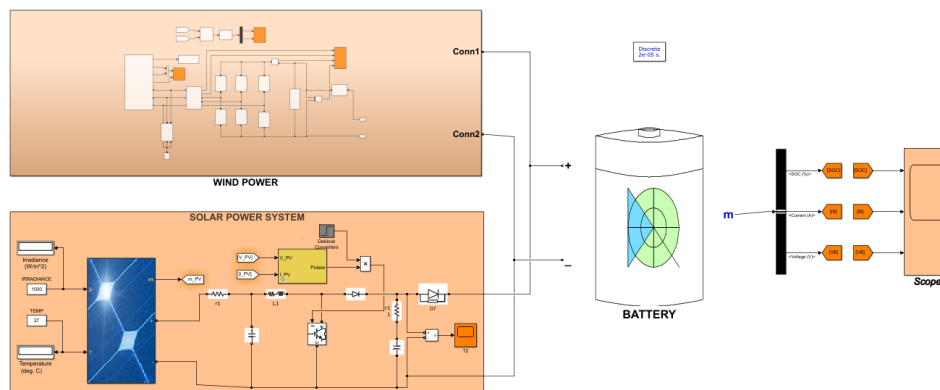 Conn1
Conn2
WIND POWER
Discrete
2e-05 s.
+
−
BATTERY
m
<SOC (%)>
<Current (A)>
<Voltage (V)>
[SOC]
[SOC]
[IB]
[IB]
[VB]
[VB]
Scope
SOLAR POWER SYSTEM
Irradiance
(W/m^2)
IRRADIANCE
1000
TEMP
27
Temperature
(deg. C)
m
+
-
m_PV
[V_PV]
[I_PV]
V_PV
I_PV
Pulses
Deblock
Converters
×
r1
L1
r1
1
D7
T2